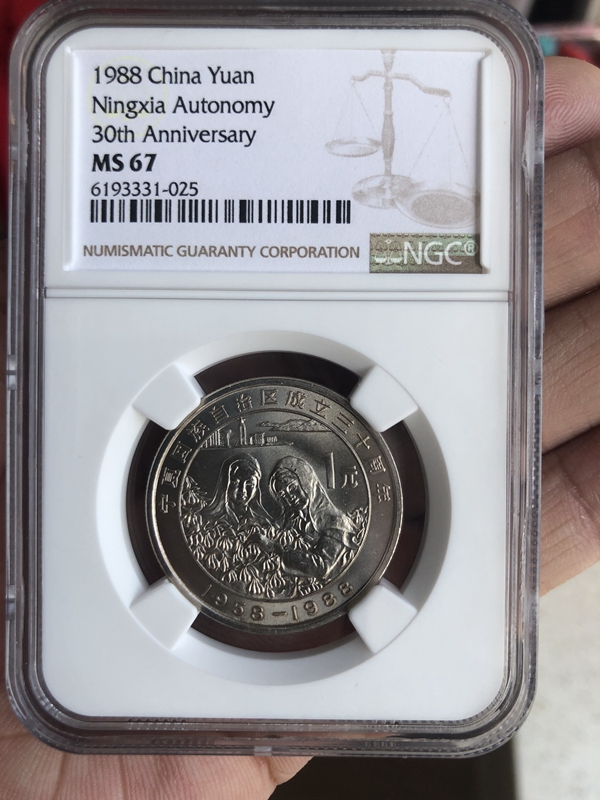 1988 China Yuan
Ningxia Autonomy
30th Anniversary
MS 67
6193331-025
NUMISMATIC GUARANTY CORPORATION
NGC®
宁夏回族自治区成立三十周年
1元
1958-1988